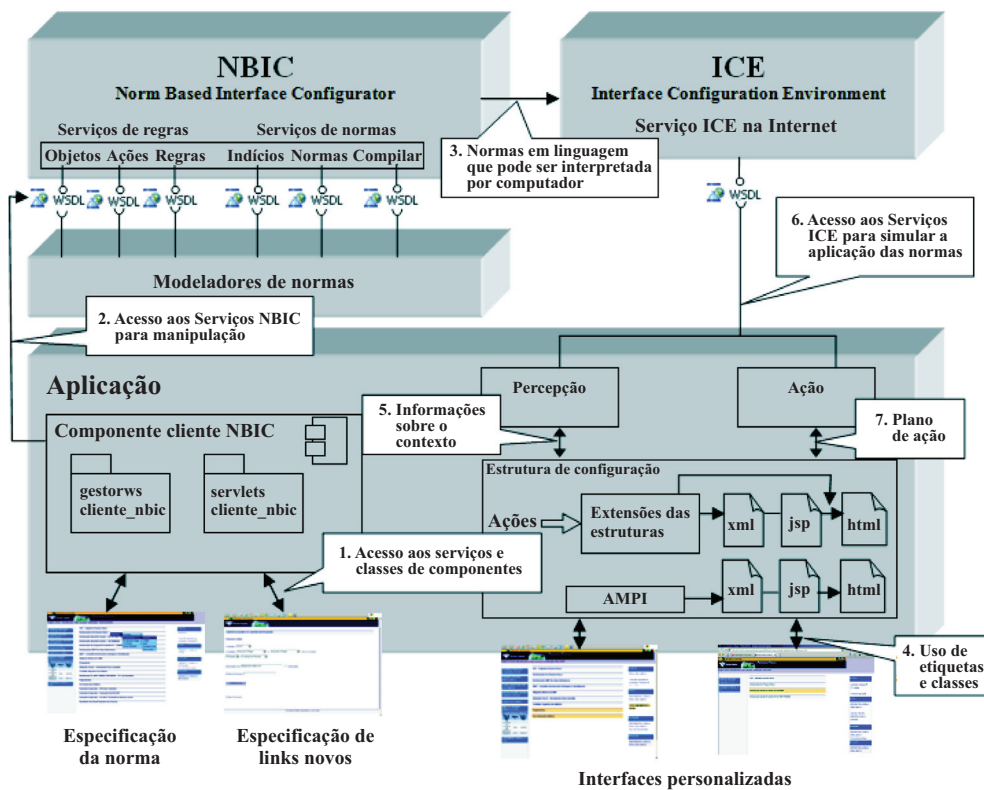 NBIC
Norm Based Interface Configurator
Serviços de regras
Serviços de normas
Objetos Ações Regras Indícios Normas Compilar
WSDL WSDL WSDL WSDL WSDL WSDL
ICE
Interface Configuration Environment
Serviço ICE na Internet
3. Normas em linguagem
que pode ser interpretada
por computador
WSDL
6. Acesso aos Serviços
ICE para simular a
aplicação das normas
Modeladores de normas
2. Acesso aos Serviços NBIC
para manipulação
Aplicação
Componente cliente NBIC
gestorws
cliente_nbic
servlets
cliente_nbic
1. Acesso aos serviços e
classes de componentes
Percepção
Ação
5. Informações
sobre o
contexto
7. Plano
de ação
Estrutura de configuração
Ações
Extensões das
estruturas
xml
jsp
html
AMPI
xml
jsp
html
4. Uso de
etiquetas
e classes
Especificação
da norma
Especificação de
links novos
Interfaces personalizadas